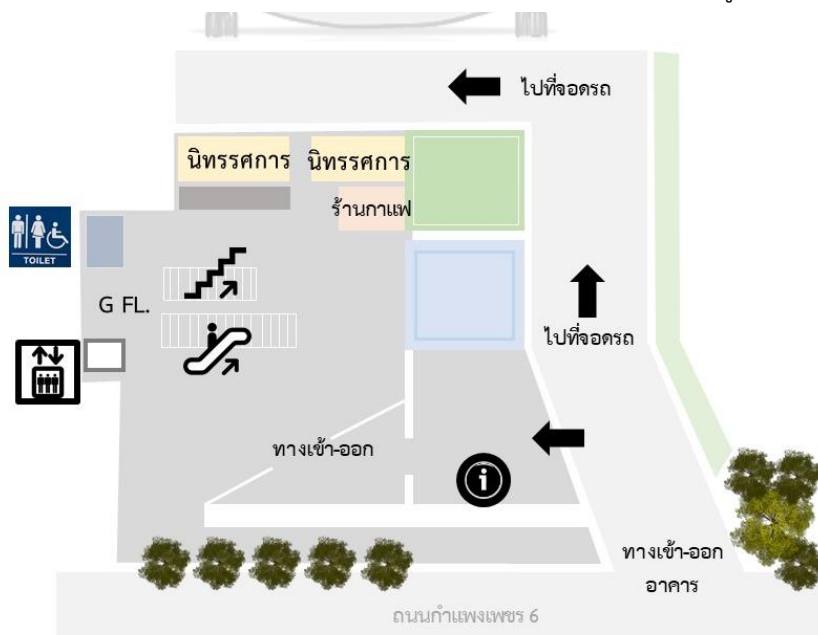 ไปที่จอดรถ
นิทรรศการ
นิทรรศการ
ร้านกาแฟ
TOILET
G FL.
ไปที่จอดรถ
ทางเข้า-ออก
i
ทางเข้า-ออก
อาคาร
ถนนกำแพงเพชร 6